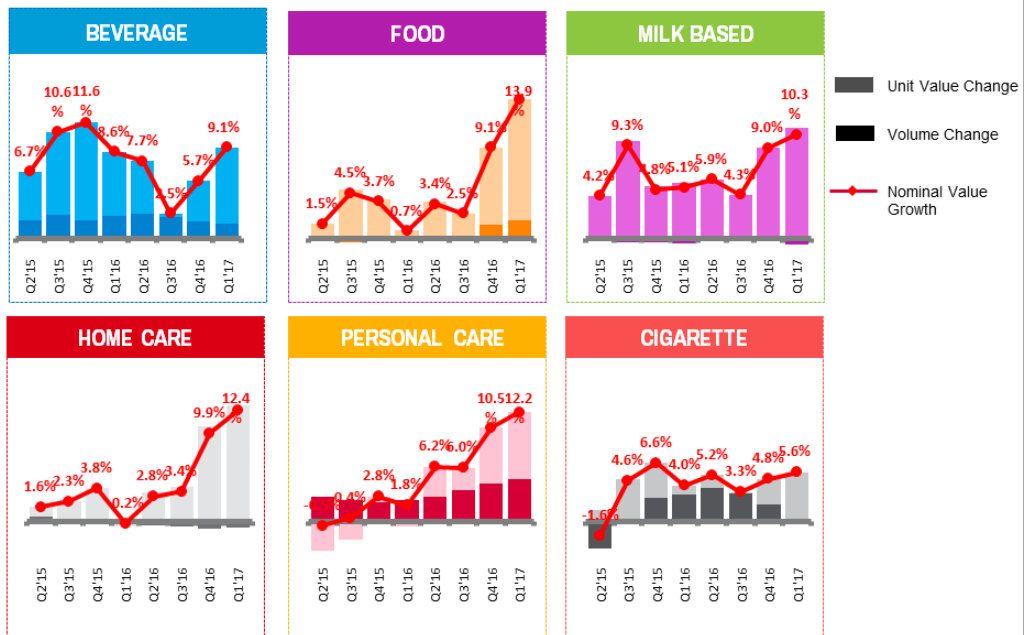 BEVERAGE
10.6 11.6
% %
6.7% 8.6% 7.7% 2.5% 5.7% 9.1%
Q2'15 Q3'15 Q4'15 Q1'16 Q2'16 Q3'16 Q4'16 Q1'17
FOOD
13.9
%
1.5% 4.5% 3.7% 0.7% 3.4% 2.5% 9.1%
Q2'15 Q3'15 Q4'15 Q1'16 Q2'16 Q3'16 Q4'16 Q1'17
MILK BASED
10.3
%
4.2% 9.3% 4.8% 5.1% 5.9% 4.3% 9.0%
Q2'15 Q3'15 Q4'15 Q1'16 Q2'16 Q3'16 Q4'16 Q1'17
Unit Value Change
Volume Change
Nominal Value
Growth
HOME CARE
12.4
%
1.6% 2.3% 3.8% 0.2% 2.8% 3.4% 9.9%
Q2'15 Q3'15 Q4'15 Q1'16 Q2'16 Q3'16 Q4'16 Q1'17
PERSONAL CARE
10.5 12.2
% %
0.4% 2.8% 1.8% 6.2% 6.0%
Q2'15 Q3'15 Q4'15 Q1'16 Q2'16 Q3'16 Q4'16 Q1'17
CIGARETTE
-1.6% 4.6% 6.6% 4.0% 5.2% 3.3% 4.8% 5.6%
Q2'15 Q3'15 Q4'15 Q1'16 Q2'16 Q3'16 Q4'16 Q1'17